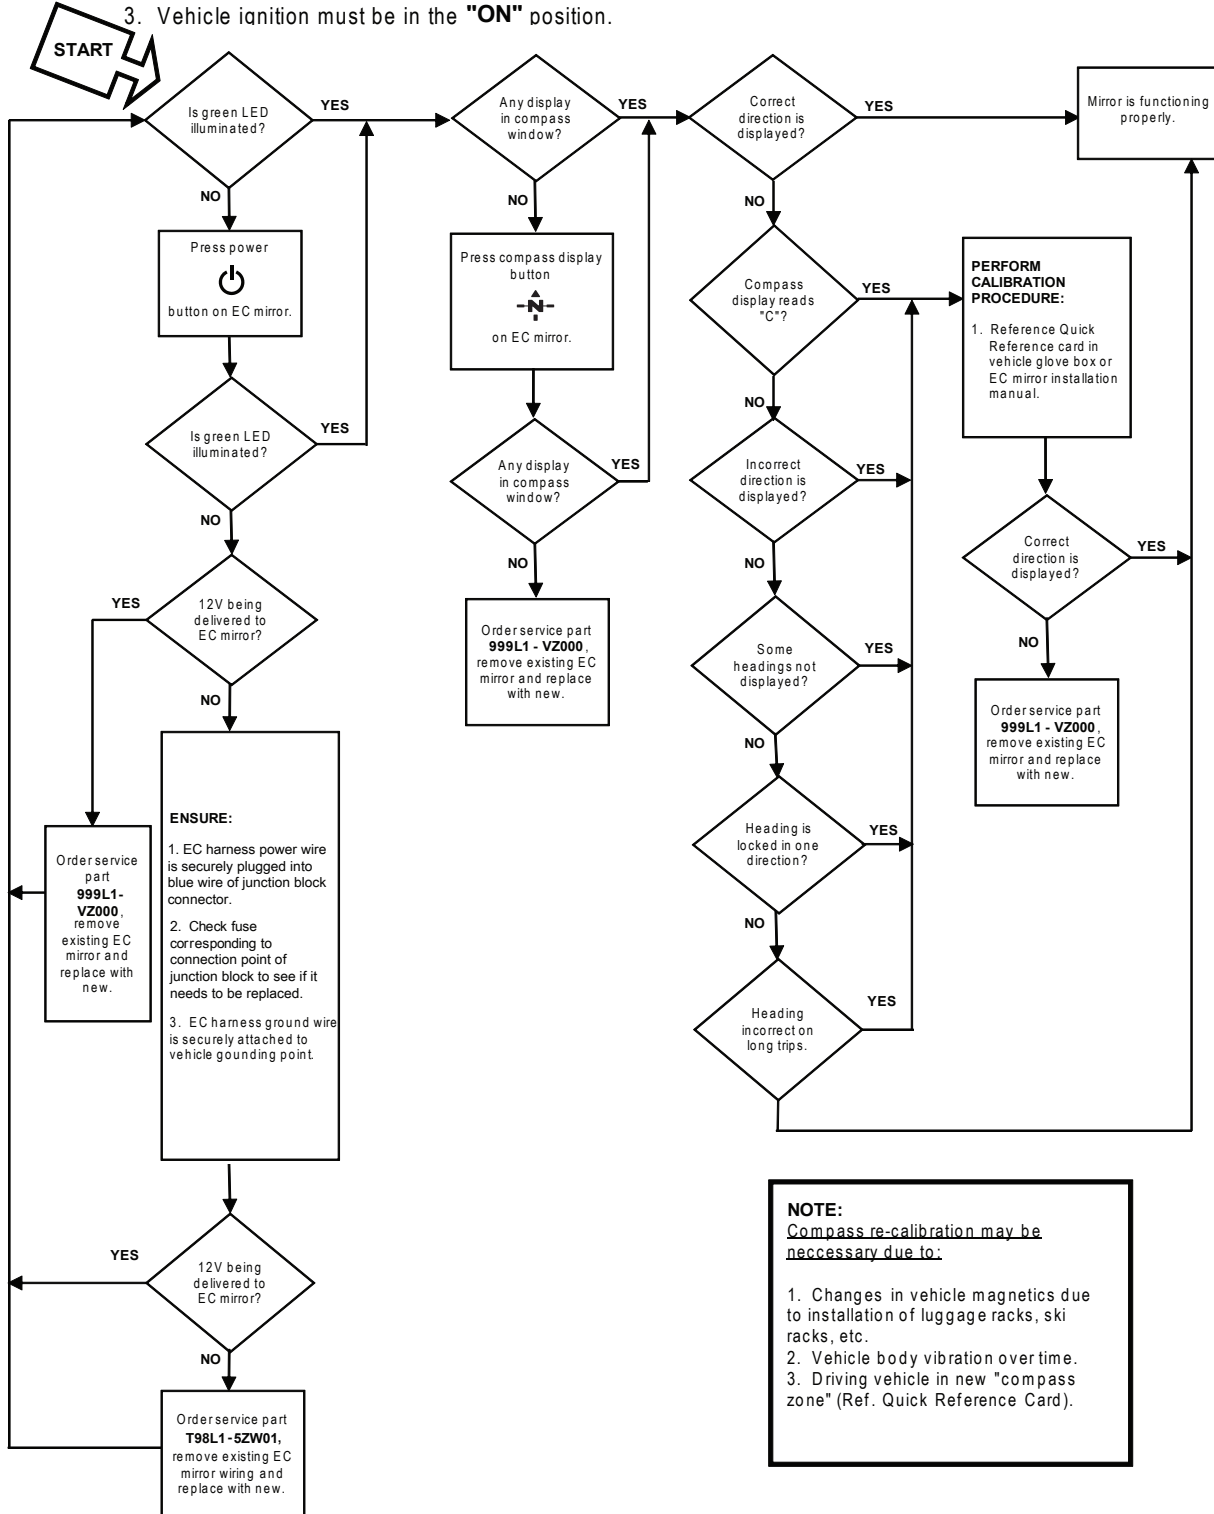 3. Vehicle ignition must be in the "ON" position.
START
Is green LED
illuminated?
YES
NO
Press power
button on EC mirror.
Is green LED
illuminated?
YES
NO
12V being
delivered to
EC mirror?
YES
NO
Order service
part
999L1-
VZ000,
remove
existing EC
mirror and
replace with
new.
ENSURE:
1. EC harness power wire
is securely plugged into
blue wire of junction block
connector.
2. Check fuse
corresponding to
connection point of
junction block to see if it
needs to be replaced.
3. EC harness ground wire
is securely attached to
vehicle gounding point.
12V being
delivered to
EC mirror?
YES
NO
Order service part
T98L1-5ZW01,
remove existing EC
mirror wiring and
replace with new.
Any display
in compass
window?
YES
NO
Press compass display
button
N
on EC mirror.
Any display
in compass
window?
YES
NO
Order service part
999L1 - VZ000,
remove existing EC
mirror and replace
with new.
Correct
direction is
displayed?
YES
NO
Mirror is functioning
properly.
Compass
display reads
"C"?
YES
NO
Incorrect
direction is
displayed?
YES
NO
Some
headings not
displayed?
YES
NO
Heading is
locked in one
direction?
YES
NO
Heading
incorrect on
long trips.
YES
PERFORM
CALIBRATION
PROCEDURE:
1. Reference Quick
Reference card in
vehicle glove box or
EC mirror installation
manual.
Correct
direction is
displayed?
YES
NO
Order service part
999L1 - VZ000,
remove existing EC
mirror and replace
with new.
NOTE:
Compass re-calibration may be
neccessary due to:
1. Changes in vehicle magnetics due
to installation of luggage racks, ski
racks, etc.
2. Vehicle body vibration over time.
3. Driving vehicle in new "compass
zone" (Ref. Quick Reference Card).